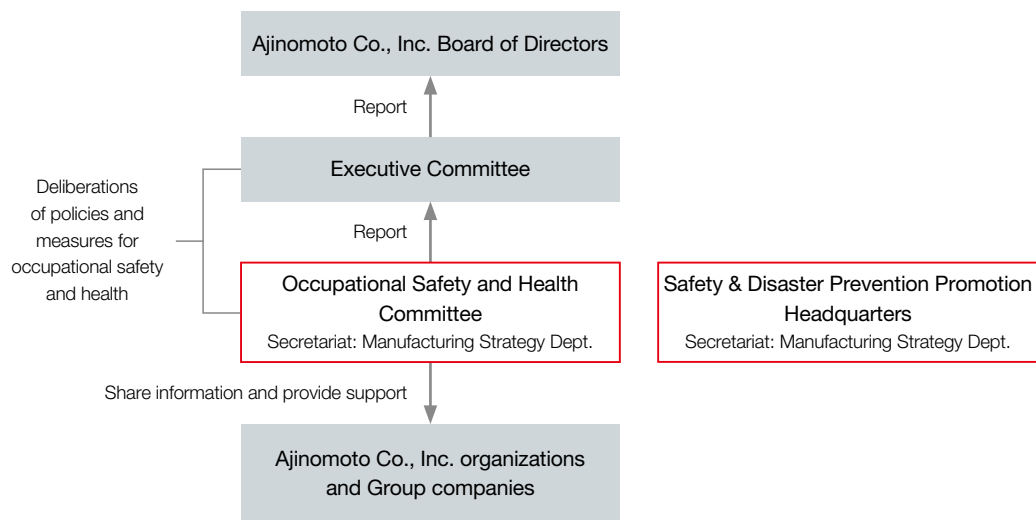 Ajinomoto Co., Inc. Board of Directors
Report
Executive Committee
Deliberations
of policies and
measures for
occupational safety
and health
Report
Occupational Safety and Health
Committee
Secretariat: Manufacturing Strategy Dept.
Safety & Disaster Prevention Promotion
Headquarters
Secretariat: Manufacturing Strategy Dept.
Share information and provide support
Ajinomoto Co., Inc. organizations
and Group companies